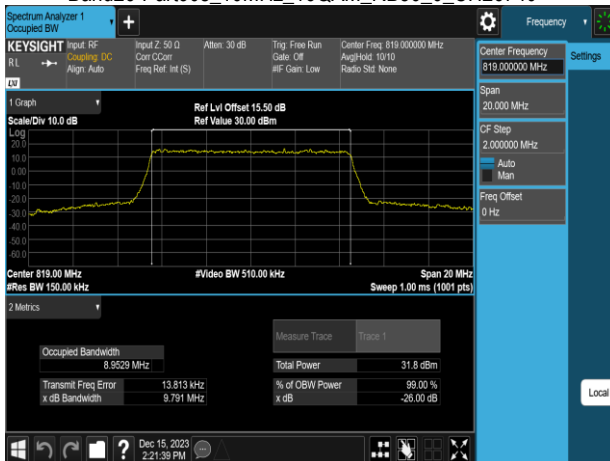 Spectrum Analyzer 1
Occupied BW
Frequency
KEYSIGHT
RL
LXI
Input: RF
Coupling: DC
Align: Auto
Input Z: 50 Ω
Corr CCorr
Freq Ref: Int (S)
Atten: 30 dB
Trig: Free Run
Gate: Off
#IF Gain: Low
Center Freq: 819.000000 MHz
Avg|Hold: 10/10
Radio Std: None
Center Frequency
819.000000 MHz
Settings
Span
20.000 MHz
CF Step
2.000000 MHz
Auto
Man
Freq Offset
0 Hz
Local
1 Graph
Scale/Div 10.0 dB
Ref Lvl Offset 15.50 dB
Ref Value 30.00 dBm
Log
20.0
10.0
0.00
-10.0
-20.0
-30.0
-40.0
-50.0
-60.0
Center 819.00 MHz
#Video BW 510.00 kHz
Span 20 MHz
#Res BW 150.00 kHz
Sweep 1.00 ms (1001 pts)
2 Metrics
Measure Trace
Trace 1
Occupied Bandwidth
8.9529 MHz
Total Power
31.8 dBm
Transmit Freq Error
13.813 kHz
% of OBW Power
99.00 %
x dB Bandwidth
9.791 MHz
x dB
-26.00 dB
Dec 15, 2023
2:21:39 PM